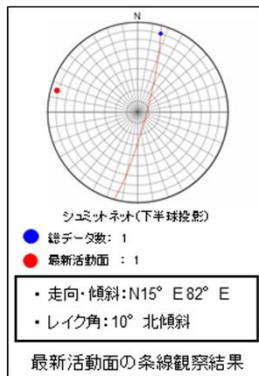 N
シュミットネット(下半球投影)
総データ数: 1
最新活動面 : 1
・走向・傾斜:N15°E82°E
・レイク角:10°北傾斜
最新活動面の条線観察結果